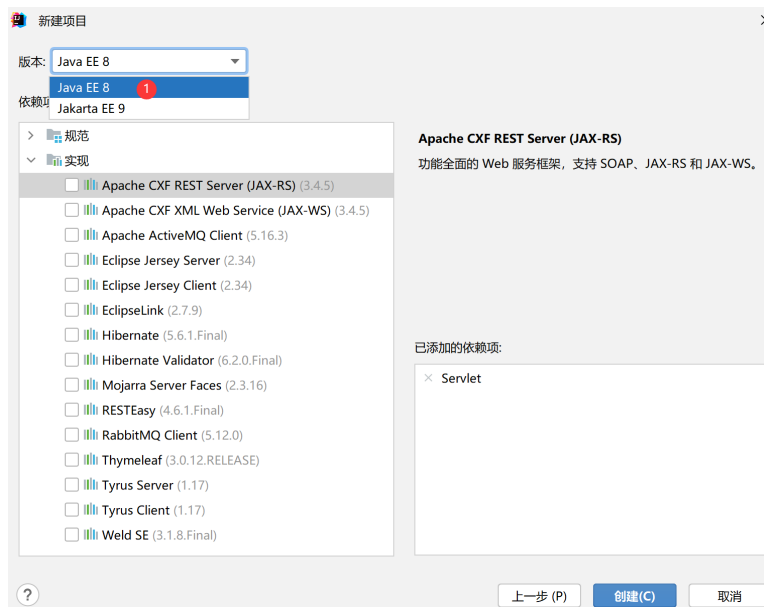 新建项目
版本: Java EE 8
Java EE 8 1
Jakarta EE 9
依赖项
规范
实现
Apache CXF REST Server (JAX-RS) (3.4.5)
Apache CXF XML Web Service (JAX-WS) (3.4.5)
Apache ActiveMQ Client (5.16.3)
Eclipse Jersey Server (2.34)
Eclipse Jersey Client (2.34)
EclipseLink (2.7.9)
Hibernate (5.6.1.Final)
Hibernate Validator (6.2.0.Final)
Mojarra Server Faces (2.3.16)
RESTEasy (4.6.1.Final)
RabbitMQ Client (5.12.0)
Thymeleaf (3.0.12.RELEASE)
Tyrus Server (1.17)
Tyrus Client (1.17)
Weld SE (3.1.8.Final)
Apache CXF REST Server (JAX-RS)
功能全面的 Web 服务框架，支持 SOAP、JAX-RS 和 JAX-WS。
已添加的依赖项:
Servlet
?
上一步 (P)
创建(C)
取消